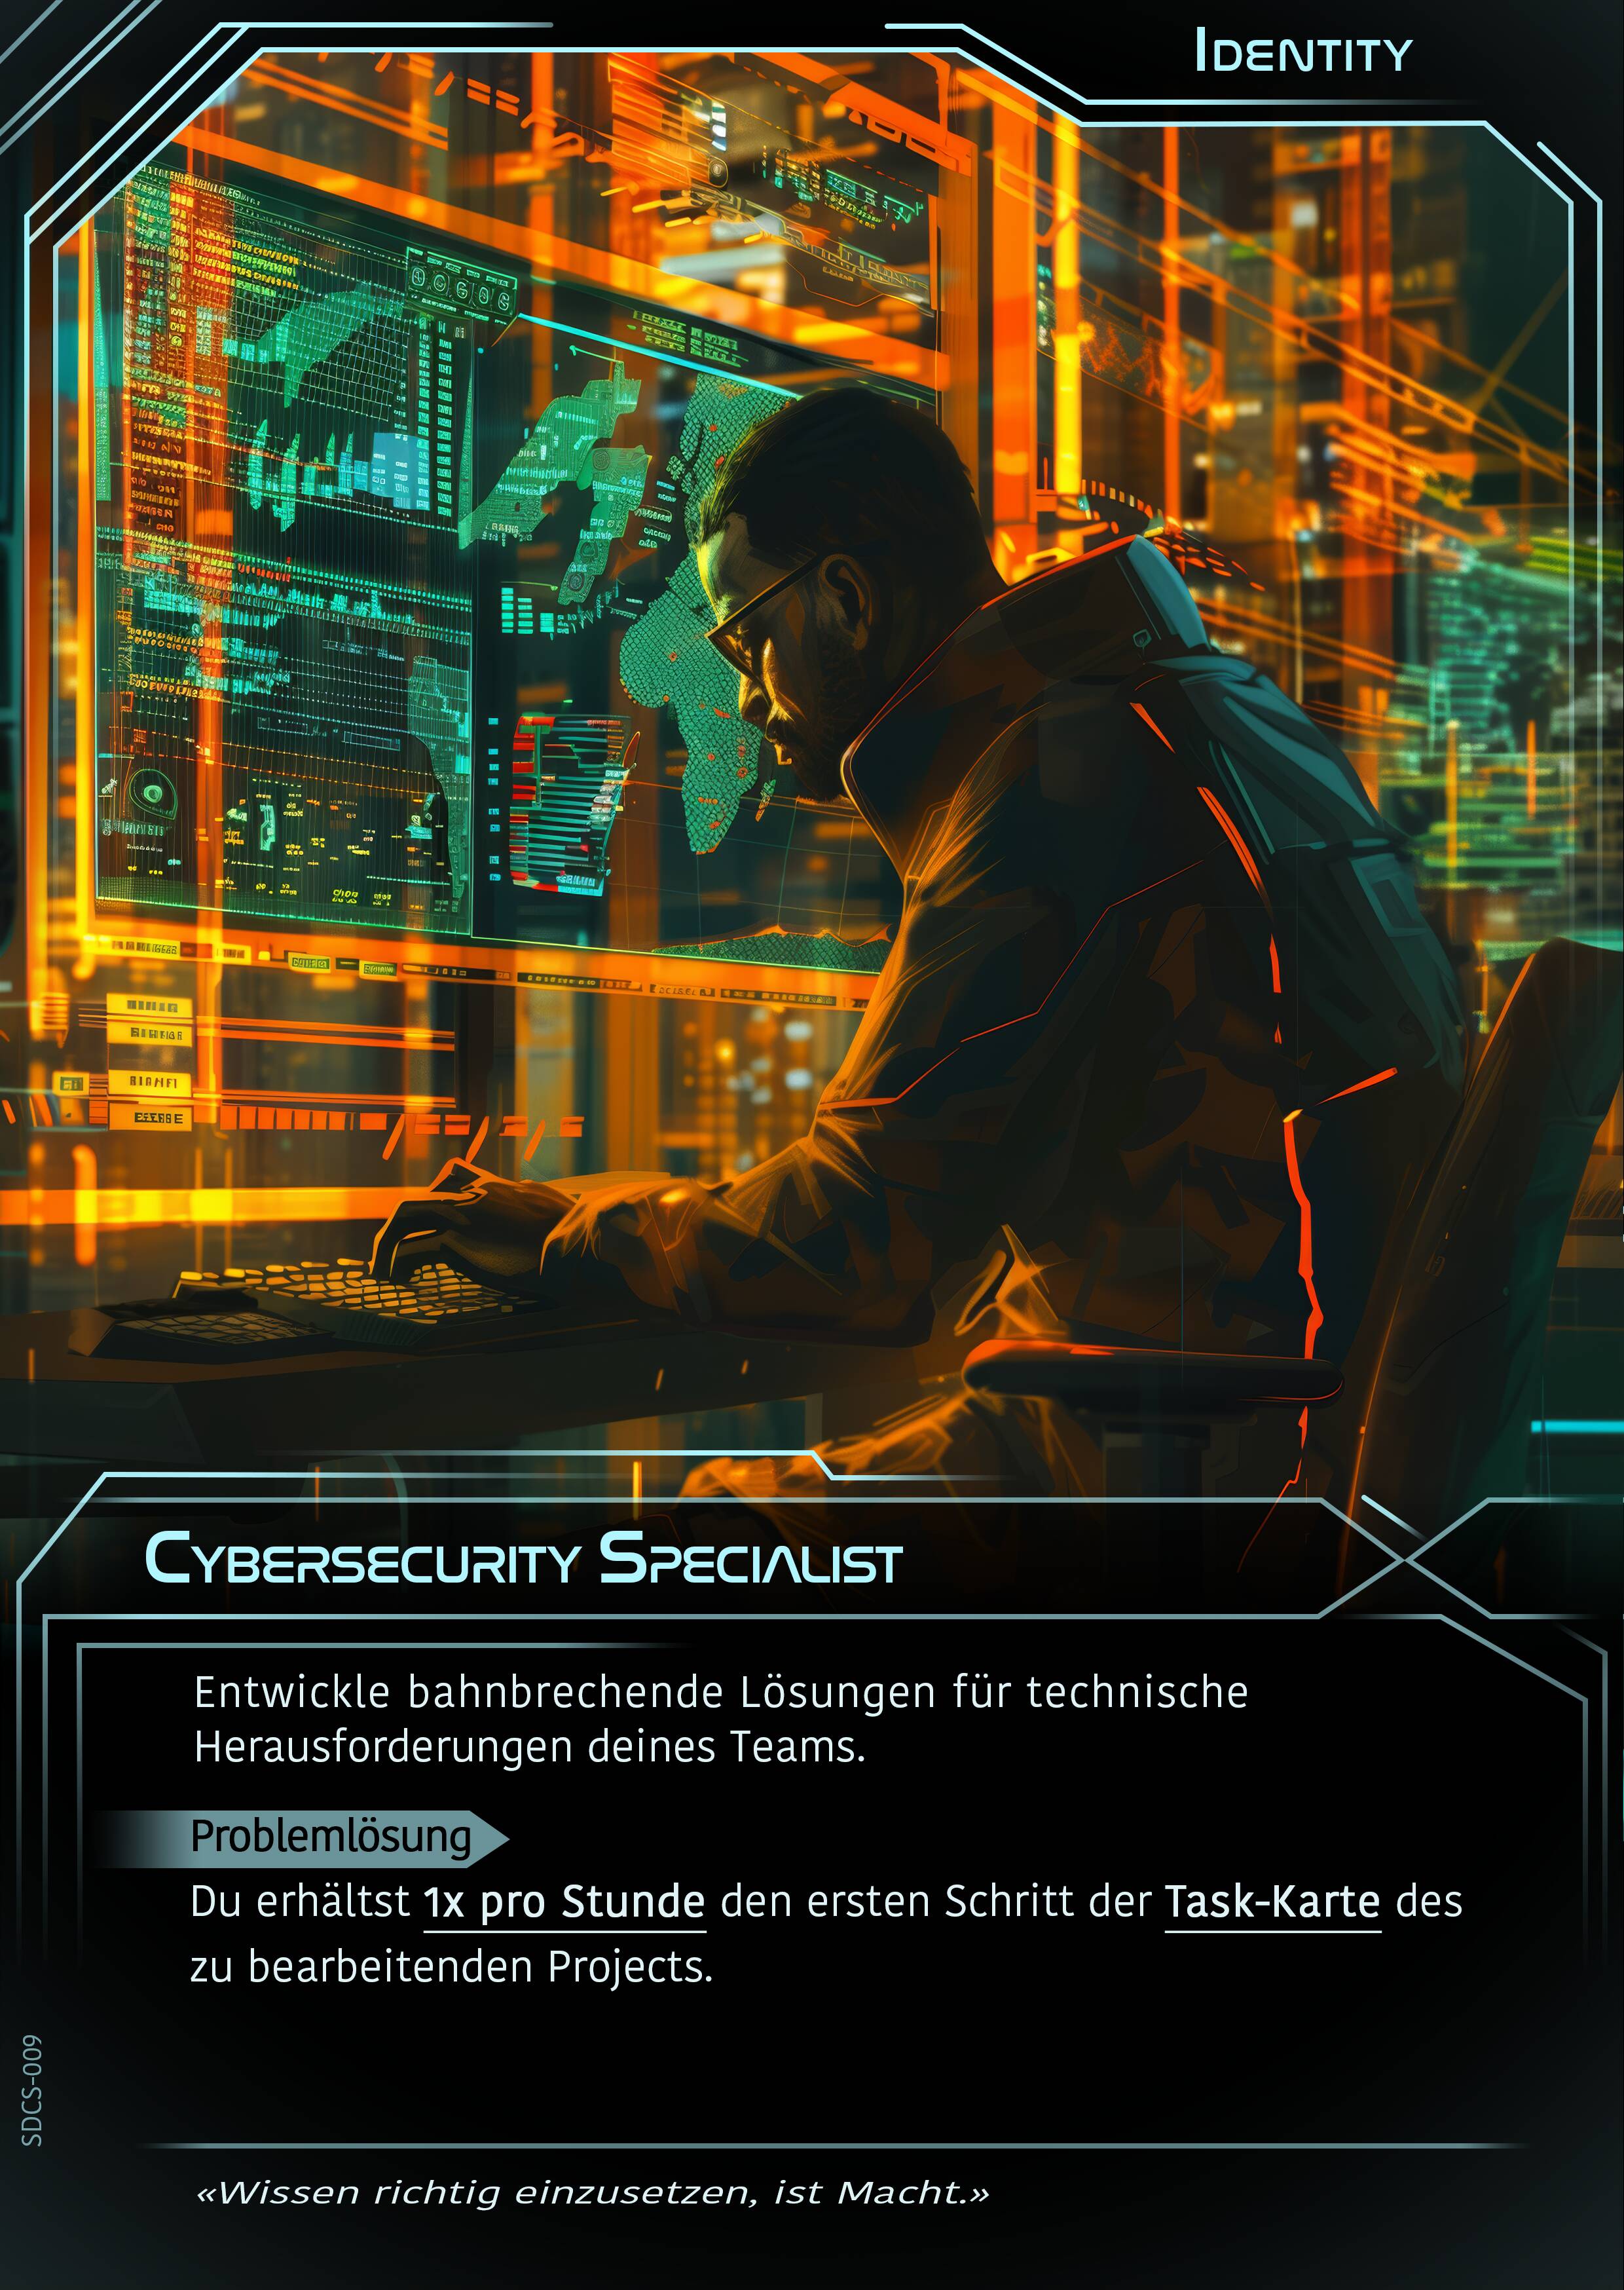 Identity
Cybersecurity Specialist
Entwickle bahnbrechende Lösungen für technische
Herausforderungen deines Teams.
Problemlösung
Du erhältst 1x pro Stunde den ersten Schritt der Task-Karte des
zu bearbeitenden Projects.
SDCS-009
«Wissen richtig einzusetzen, ist Macht.»